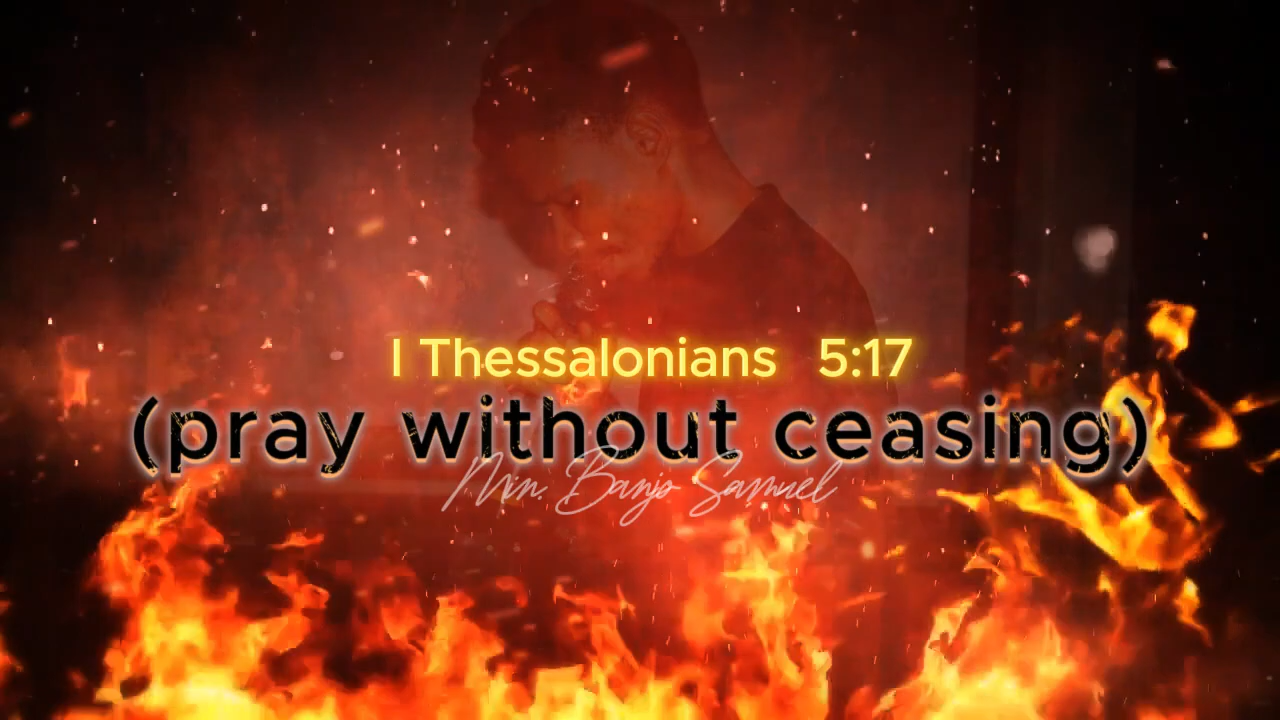 I Thessalonians 5:17
(pray without ceasing)
Min. Banjo Samuel